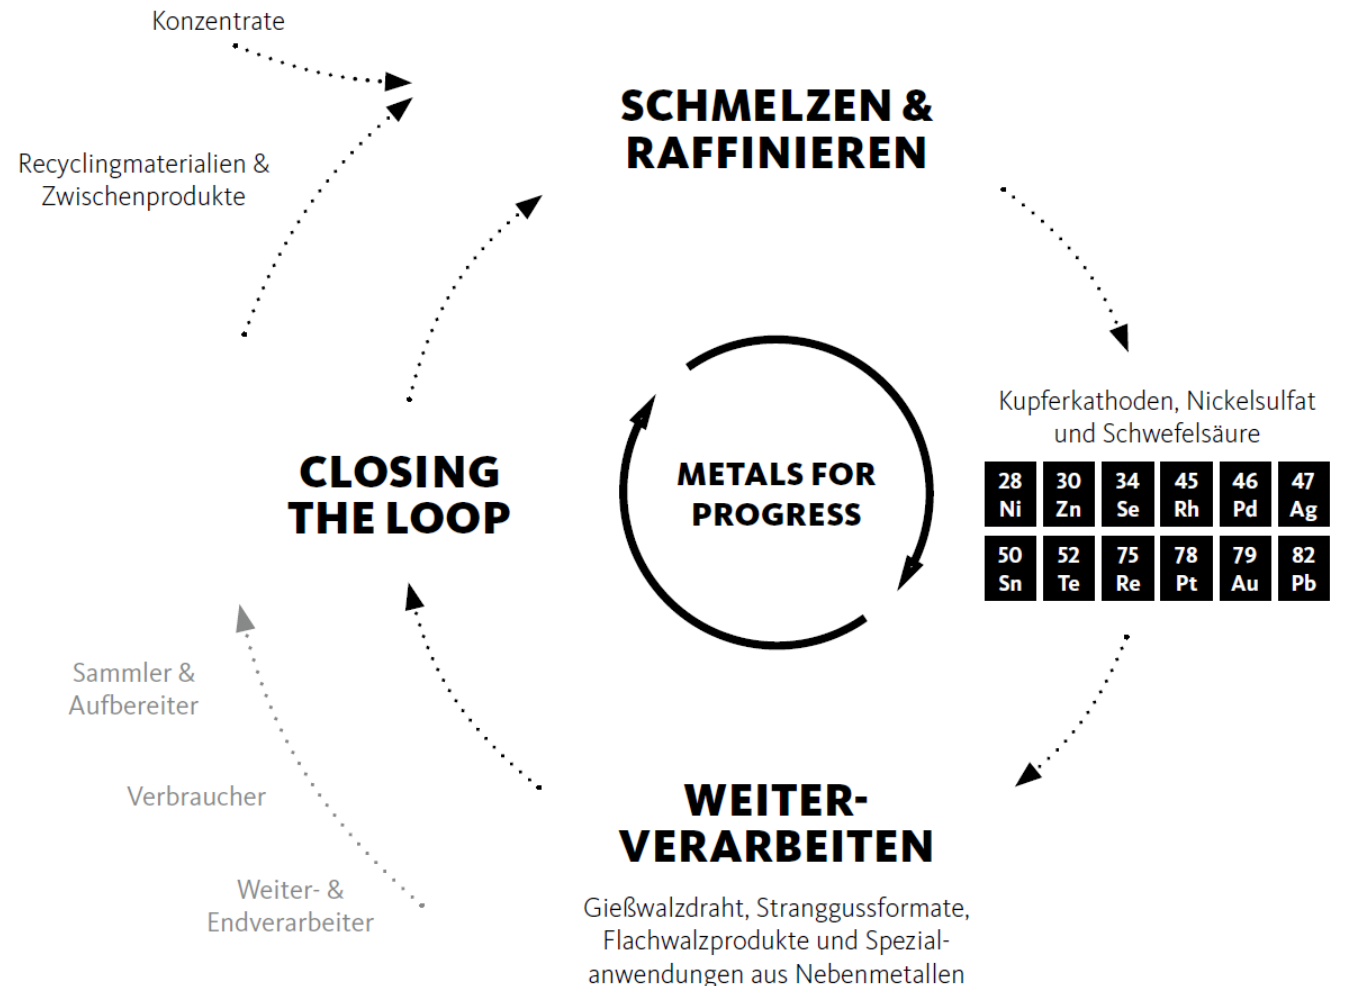 Konzentrate
SCHMELZEN &
RAFFINIEREN
Recyclingmaterialien &
Zwischenprodukte
Kupferkathoden, Nickelsulfat
und Schwefelsäure
28 30 34 45 46 47
Ni Zn Se Rh Pd Ag
50 52 75 78 79 82
Sn Te Re Pt Au Pb
CLOSING
THE LOOP
METALS FOR
PROGRESS
Sammler &
Aufbereiter
Verbraucher
Weiter- &
Endverarbeiter
WEITER-
VERARBEITEN
Gießwalzdraht, Stranggussformate,
Flachwalzprodukte und Spezial-
anwendungen aus Nebenmetallen